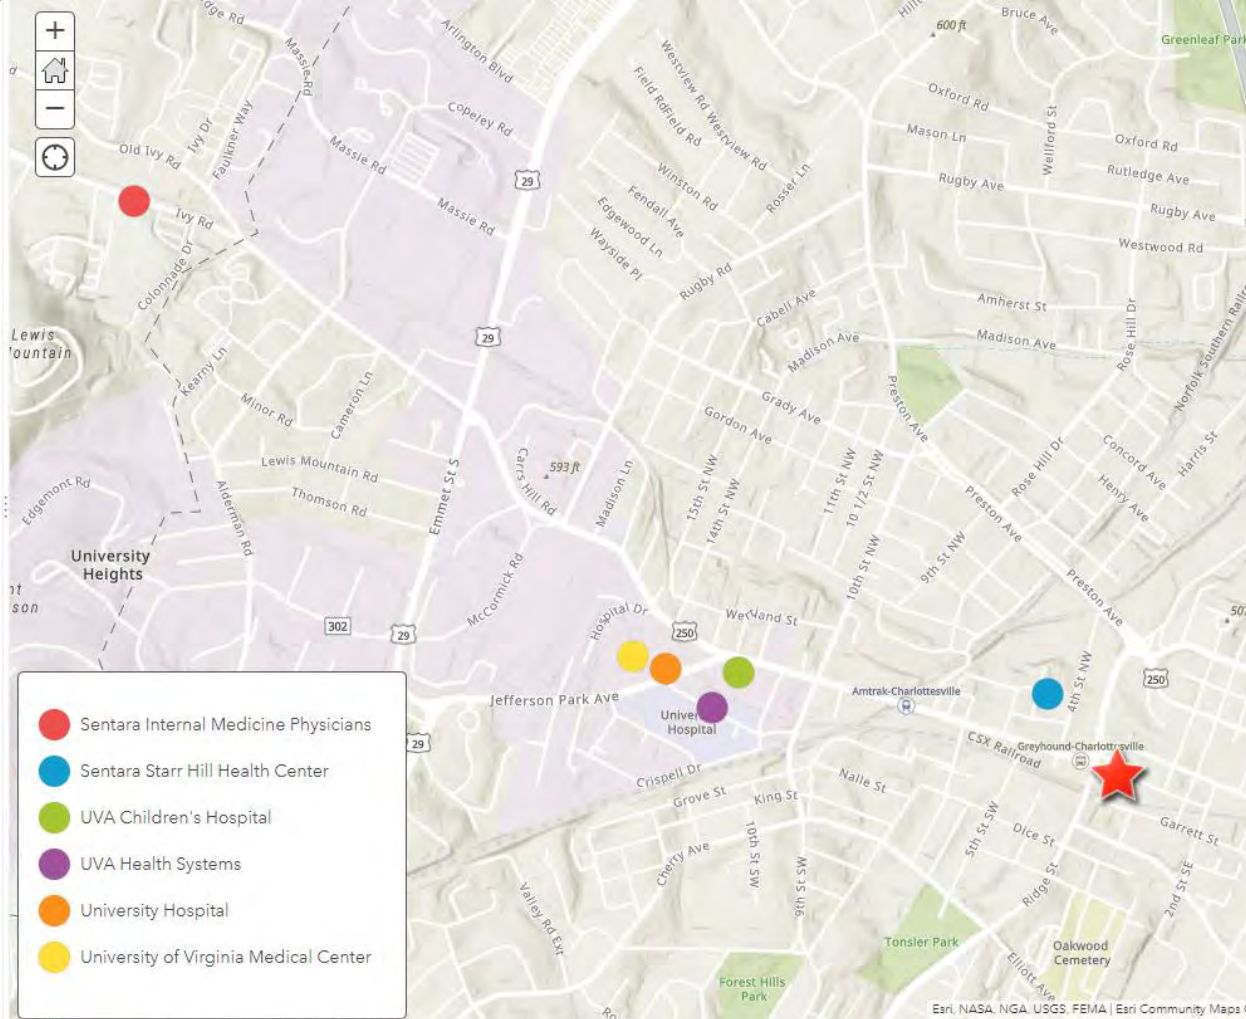 +
−
Massie Rd
Arlington Blvd
600 ft
Bruce Ave
Greenleaf Park
Copeley Rd
Ivy Dr
Faulkner Way
Old Ivy Rd
Massie Rd
29
Westview Rd
Westview Rd
Field Rd
Field Rd
Oxford Rd
Mason Ln
Wellford St
Oxford Rd
Rutledge Ave
Rugby Ave
Rugby Ave
Westwood Rd
Winston Rd
Rosser Ln
Fendall Ave
Edgewood Ln
Wayside Pl
Rugby Rd
Massie Rd
Ivy Rd
Colonnade Dr
Cabell Ave
Amherst St
Madison Ave
Madison Ave
Rose Hill Dr
Lewis
29
Kearny Ln
Minor Rd
Cameron Ln
Grady Ave
Gordon Ave
Preston Ave
Concord Ave
Harris St
Henry Ave
Rose Hill Dr
Lewis Mountain Rd
Thomson Rd
Edgemont Rd
Alderman Rd
Emmet St S
Carrs Hill Rd
593 ft
Madison Ln
15th St NW
14th St NW
11th St NW
10 1/2 St NW
Preston Ave
9th St NW
10th St NW
Preston Ave
University
Heights
McCormick Rd
302
29
Hospital Dr
250
4th St NW
250
Jefferson Park Ave
Hospital
Amtrak-Charlottesville
CSX Railroad
29
Crispell Dr
Grove St
King St
Nalle St
Garrett St
Dice St
5th St SW
Ridge St
2nd St SE
Cherry Ave
10th St SW
9th St SW
Valley Rd Ext
Tonsler Park
Oakwood
Cemetery
Elliott Ave
Forest Hills
Park
Sentara Internal Medicine Physicians
Sentara Starr Hill Health Center
UVA Children's Hospital
UVA Health Systems
University Hospital
University of Virginia Medical Center
Esri, NASA, NGA, USGS, FEMA | Esri Community Maps